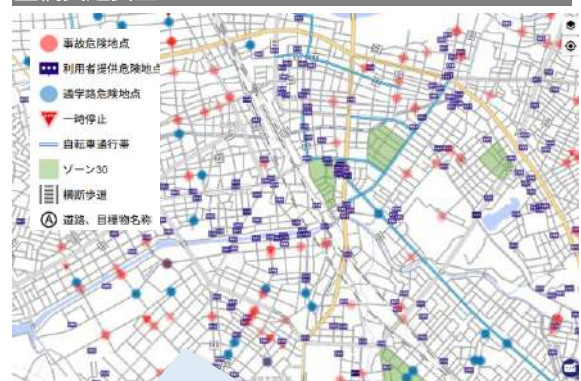 事故危険地点
利用者提供危険地点
通学路危険地点
一時停止
自転車通行帯
ゾーン30
横断歩道
道路、目標物名称